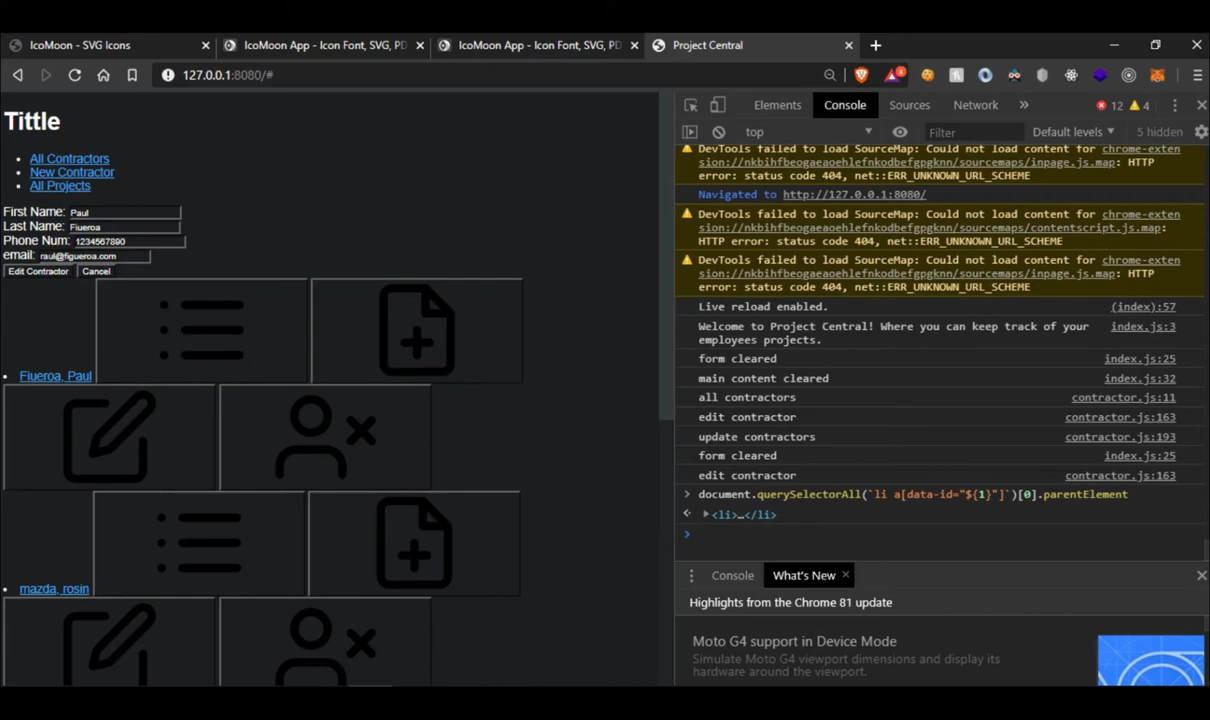 IcoMoon - SVG Icons
IcoMoon App - Icon Font, SVG, PD
IcoMoon App - Icon Font, SVG, PD
Project Central
127.0.0.1:8080/#
3
Tittle
All Contractors
New Contractor
All Projects
First Name: Paul
Last Name: Fiueroa
Phone Num: 1234567890
email: raul@figueroa.com
Edit Contractor Cancel
Fiueroa, Paul
mazda, rosin
Elements Console Sources Network » 12 4
top Filter Default levels 5 hidden
DevTools failed to load SourceMap: Could not load content for chrome-exten
sion://nkbihfbeogaeaoehlefnkodbefgpgknn/sourcemaps/inpage.js.map: HTTP
error: status code 404, net::ERR_UNKNOWN_URL_SCHEME
Navigated to http://127.0.0.1:8080/
DevTools failed to load SourceMap: Could not load content for chrome-exten
sion://nkbihfbeogaeaoehlefnkodbefgpgknn/sourcemaps/contentscript.js.map:
HTTP error: status code 404, net::ERR_UNKNOWN_URL_SCHEME
DevTools failed to load SourceMap: Could not load content for chrome-exten
sion://nkbihfbeogaeaoehlefnkodbefgpgknn/sourcemaps/inpage.js.map: HTTP
error: status code 404, net::ERR_UNKNOWN_URL_SCHEME
Live reload enabled. (index):57
Welcome to Project Central! Where you can keep track of your index.js:3
employees projects.
form cleared index.js:25
main content cleared index.js:32
all contractors contractor.js:11
edit contractor contractor.js:163
update contractors contractor.js:193
form cleared index.js:25
edit contractor contractor.js:163
document.querySelectorAll(`li a[data-id="${1}"]`)[0].parentElement
<li>…</li>
Console What's New
Highlights from the Chrome 81 update
Moto G4 support in Device Mode
Simulate Moto G4 viewport dimensions and display its
hardware around the viewport.